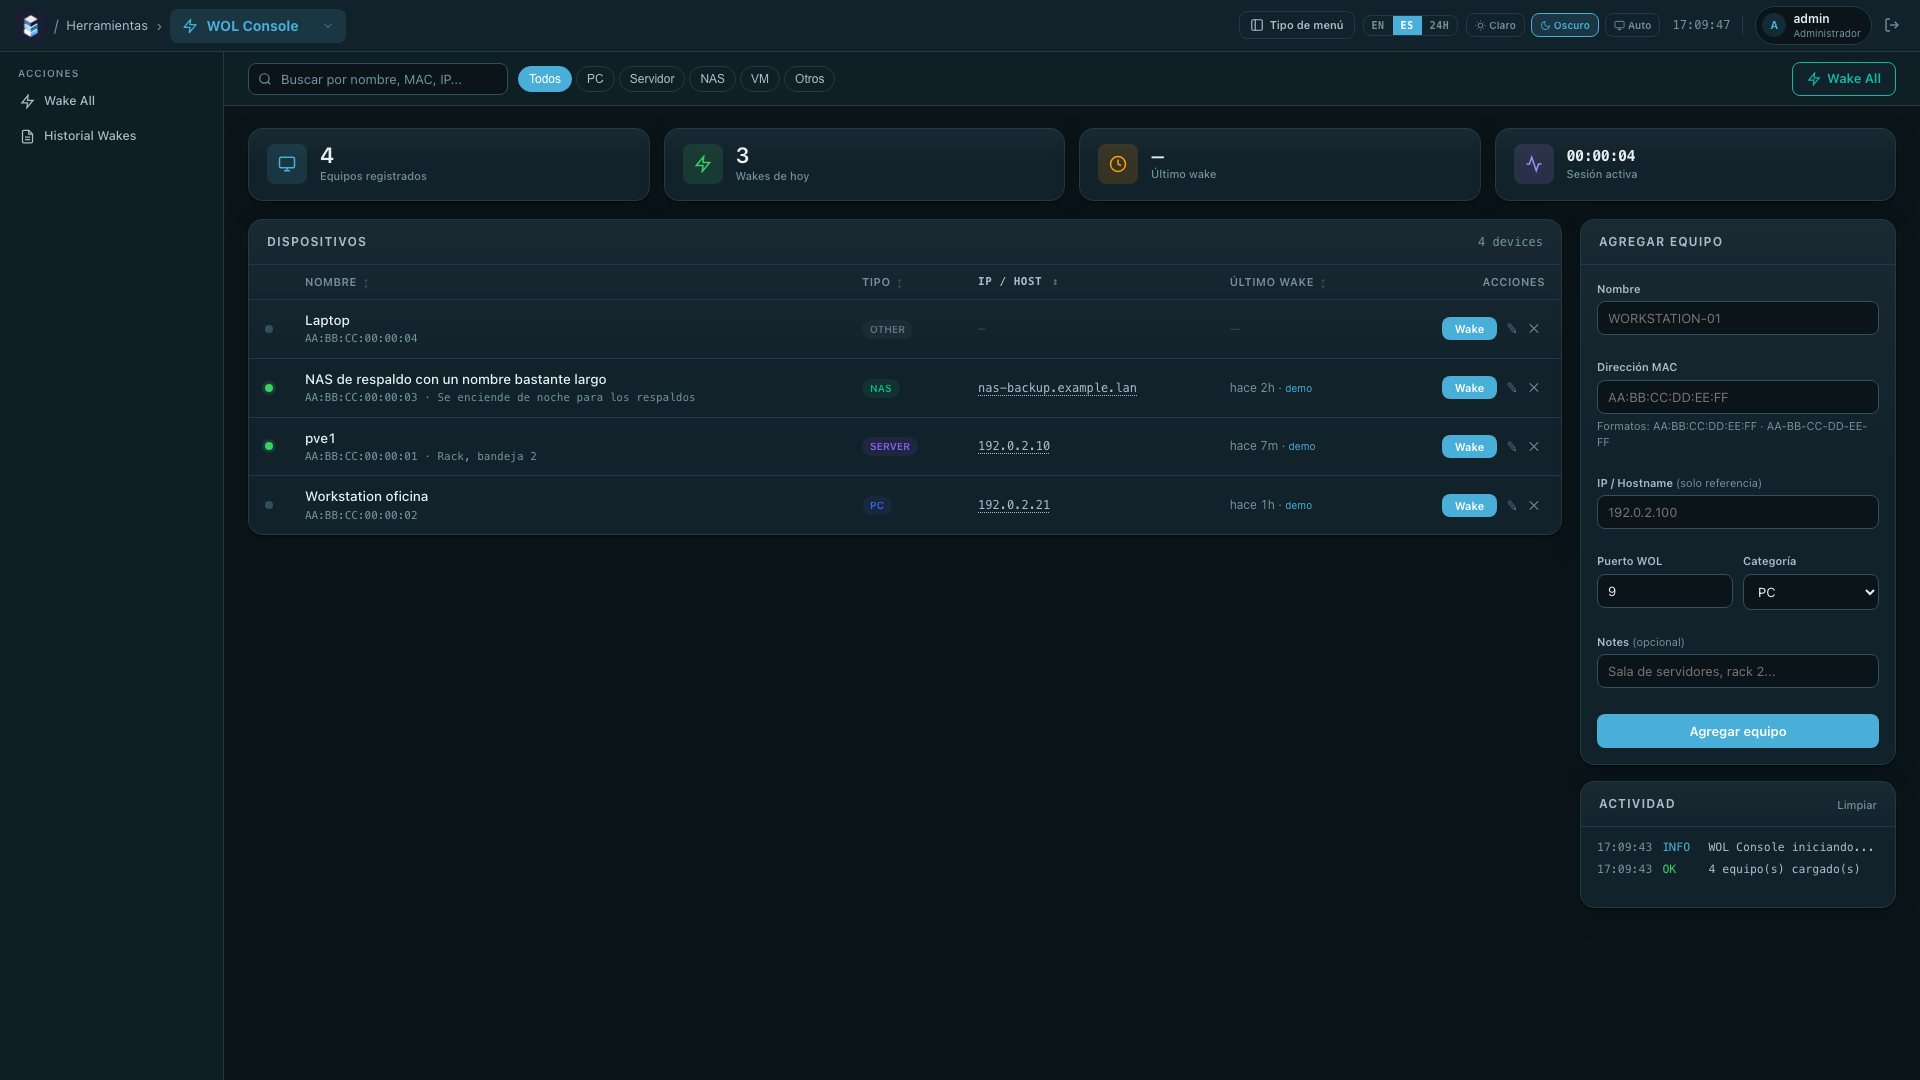 / Herramientas › WOL Console
Tipo de menú
EN ES 24H
Claro Oscuro Auto
17:09:47
A admin
Administrador
ACCIONES
Wake All
Historial Wakes
Buscar por nombre, MAC, IP...
Todos PC Servidor NAS VM Otros
Wake All
4
Equipos registrados
3
Wakes de hoy
—
Último wake
00:00:04
Sesión activa
DISPOSITIVOS 4 devices
NOMBRE ↕ TIPO ↕ IP / HOST ↕ ÚLTIMO WAKE ↕ ACCIONES
Laptop
AA:BB:CC:00:00:04
OTHER — — Wake
NAS de respaldo con un nombre bastante largo
AA:BB:CC:00:00:03 · Se enciende de noche para los respaldos
NAS nas-backup.example.lan hace 2h · demo Wake
pve1
AA:BB:CC:00:00:01 · Rack, bandeja 2
SERVER 192.0.2.10 hace 7m · demo Wake
Workstation oficina
AA:BB:CC:00:00:02
PC 192.0.2.21 hace 1h · demo Wake
AGREGAR EQUIPO
Nombre
WORKSTATION-01
Dirección MAC
AA:BB:CC:DD:EE:FF
Formatos: AA:BB:CC:DD:EE:FF · AA-BB-CC-DD-EE-
FF
IP / Hostname (solo referencia)
192.0.2.100
Puerto WOL Categoría
9 PC
Notes (opcional)
Sala de servidores, rack 2...
Agregar equipo
ACTIVIDAD Limpiar
17:09:43 INFO WOL Console iniciando...
17:09:43 OK 4 equipo(s) cargado(s)